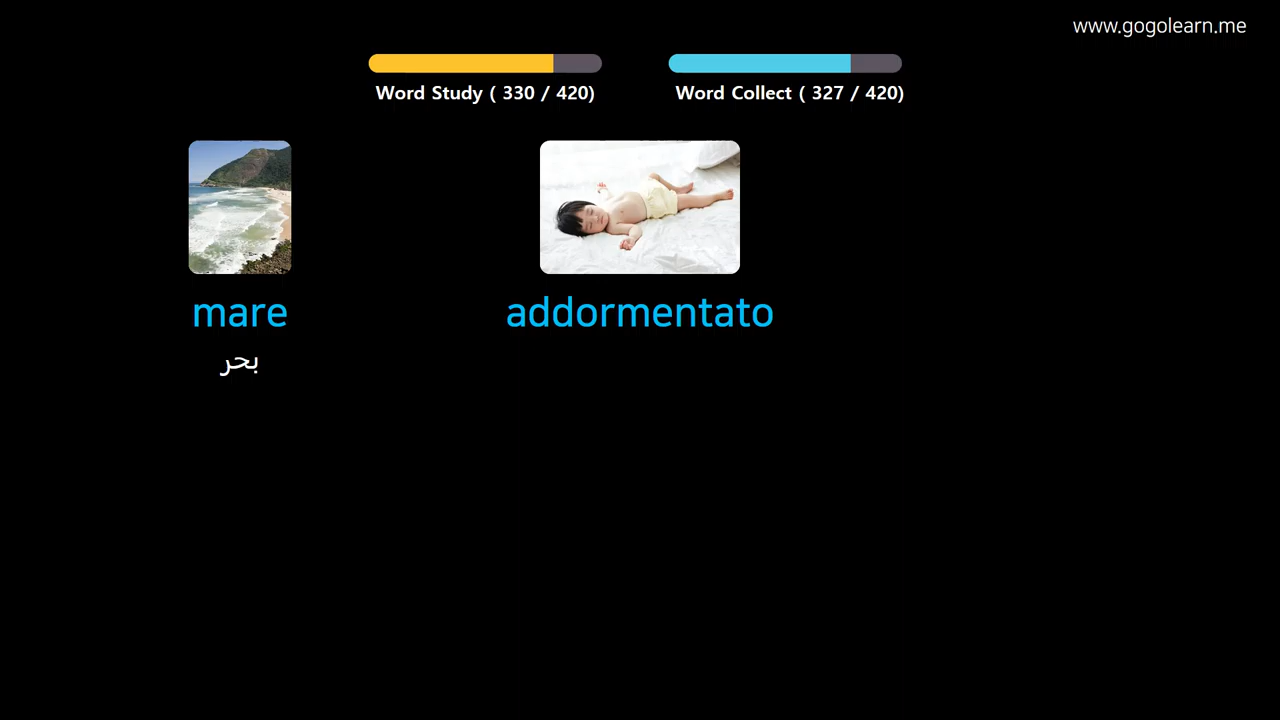 www.gogolearn.me
Word Study ( 330 / 420)
Word Collect ( 327 / 420)
mare
addormentato
بحر